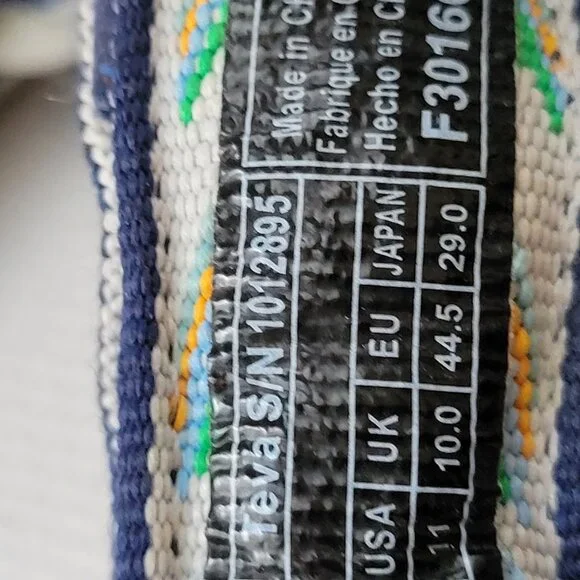 Teva S/N 1012895
USA UK EU JAPAN
11 10.0 44.5 29.0
Made in
Fabrique en
Hecho en